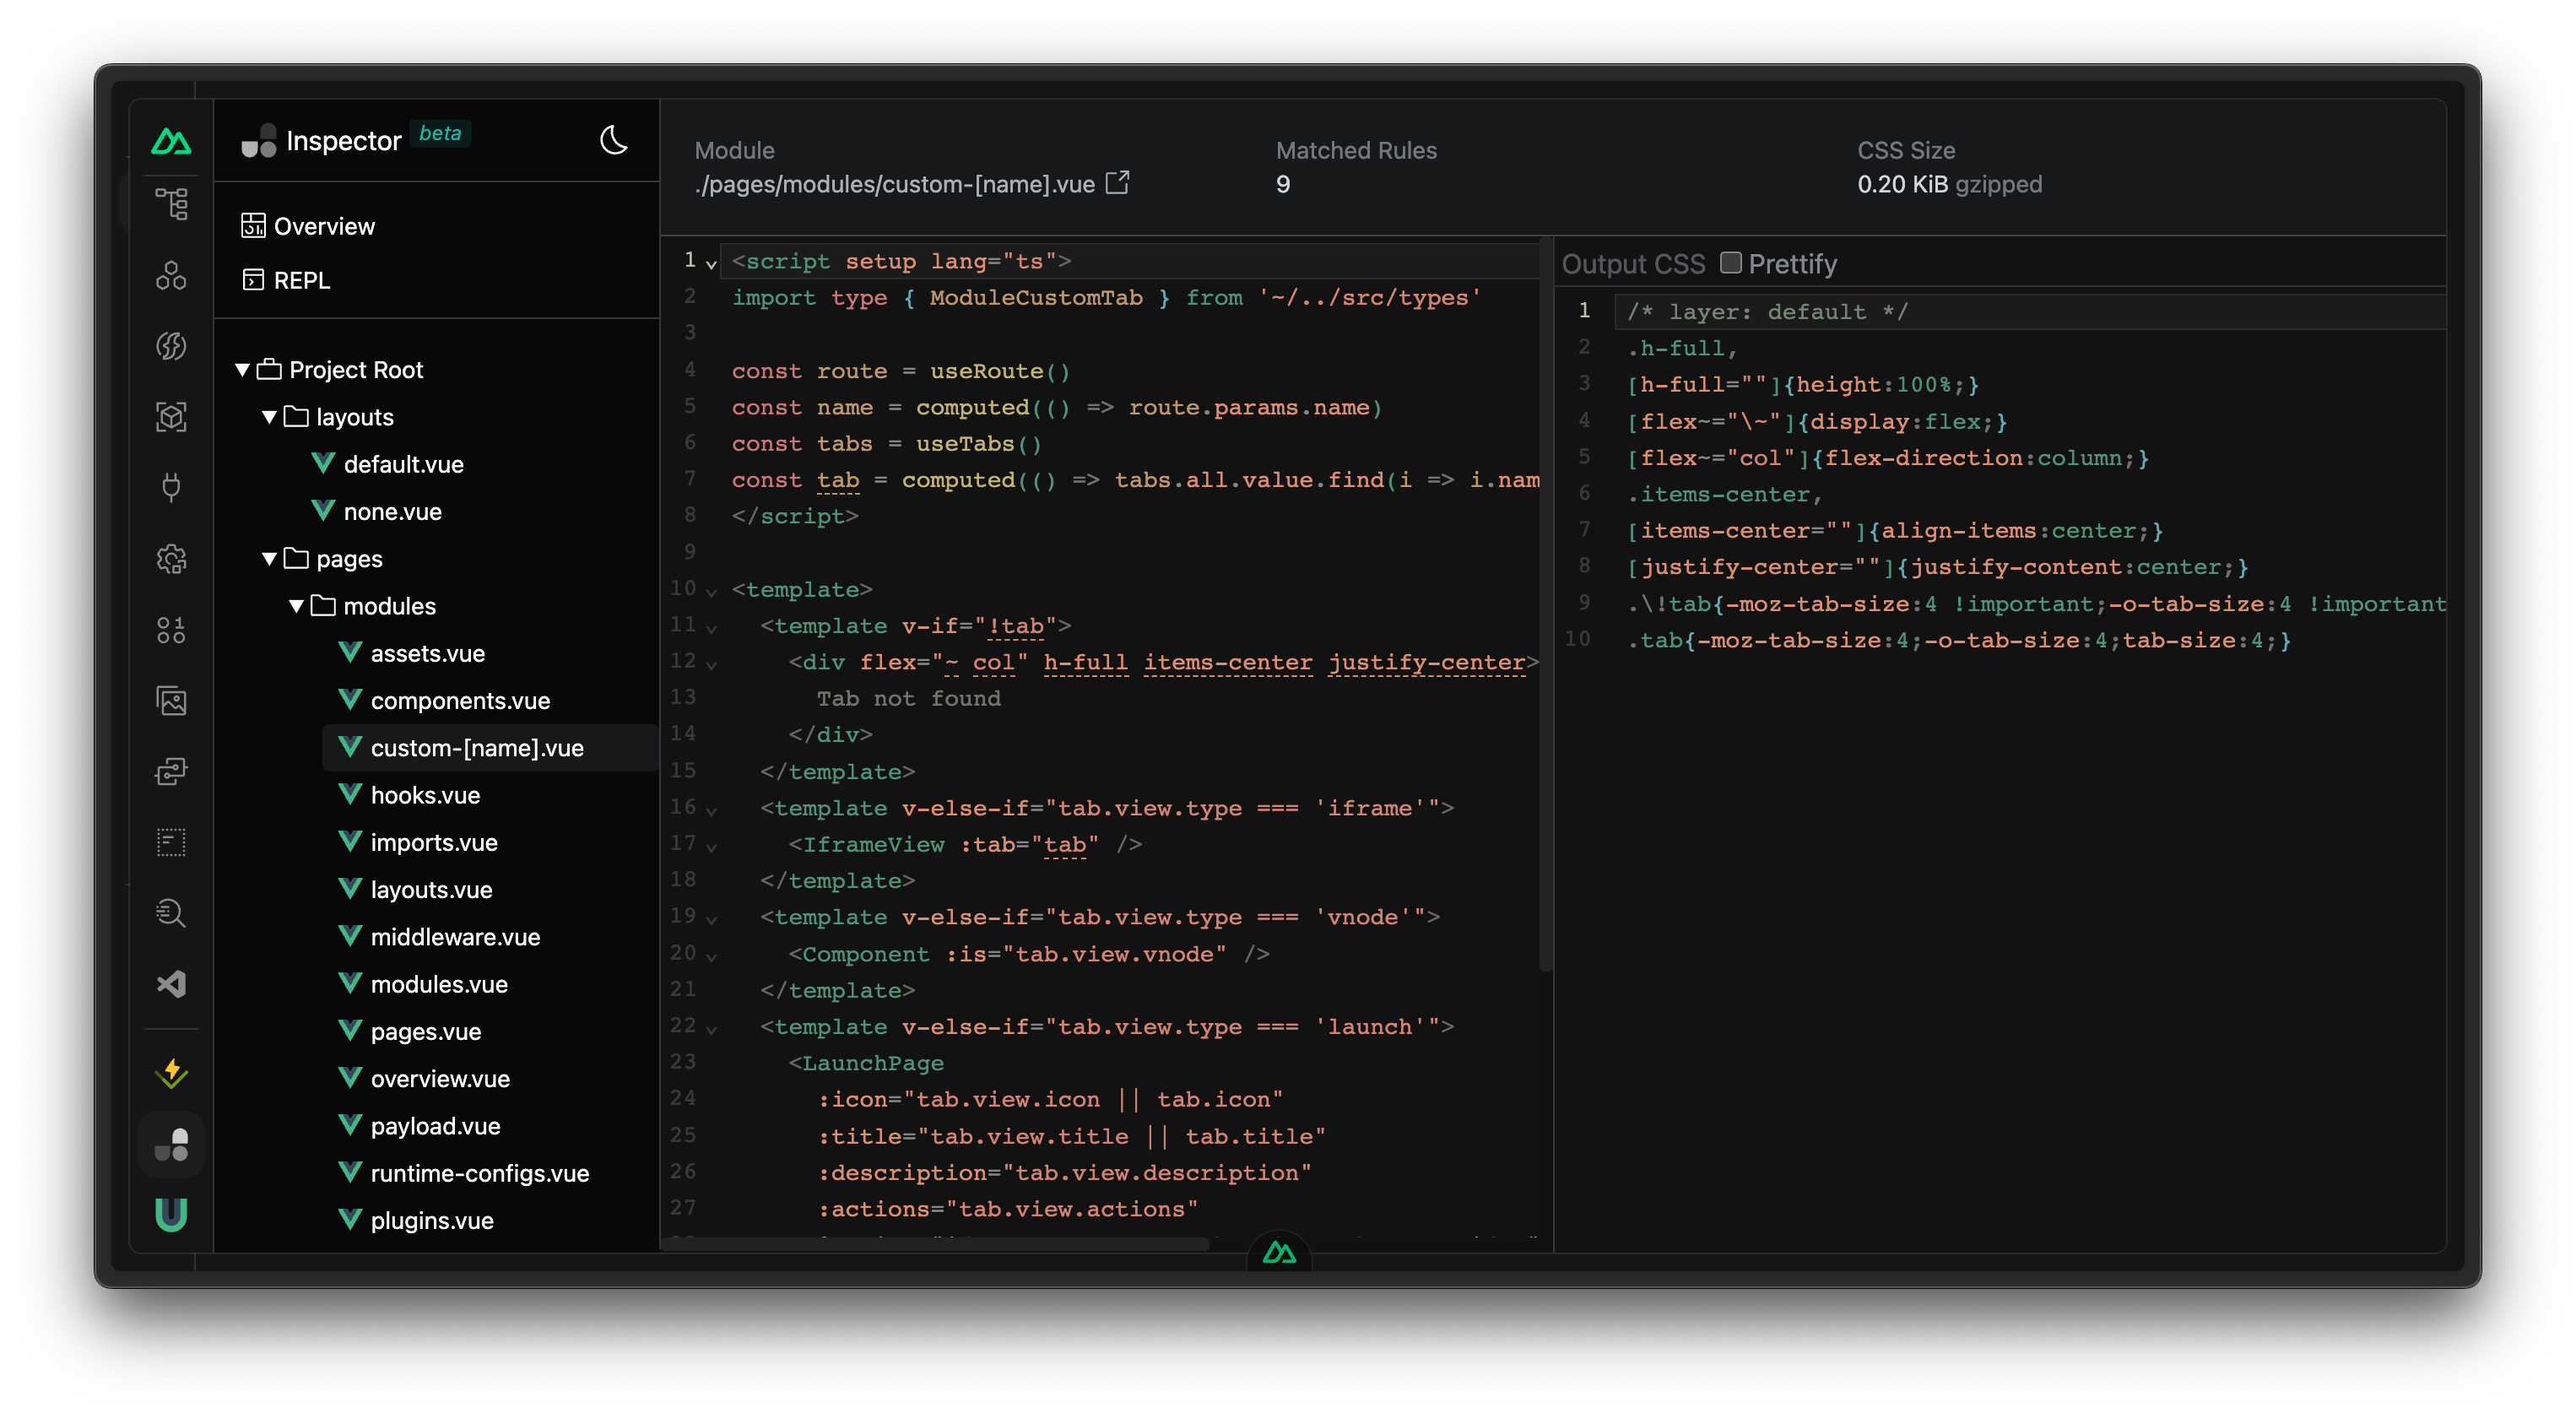 Inspector beta
Overview
REPL
Project Root
layouts
default.vue
none.vue
pages
modules
assets.vue
components.vue
custom-[name].vue
hooks.vue
imports.vue
layouts.vue
middleware.vue
modules.vue
pages.vue
overview.vue
payload.vue
runtime-configs.vue
plugins.vue
Module
./pages/modules/custom-[name].vue
Matched Rules
9
CSS Size
0.20 KiB gzipped
1 <script setup lang="ts">
2 import type { ModuleCustomTab } from '~/../src/types'
3
4 const route = useRoute()
5 const name = computed(() => route.params.name)
6 const tabs = useTabs()
7 const tab = computed(() => tabs.all.value.find(i => i.nam
8 </script>
9
10 <template>
11 <template v-if="!tab">
12 <div flex="~ col" h-full items-center justify-center>
13 Tab not found
14 </div>
15 </template>
16 <template v-else-if="tab.view.type === 'iframe'">
17 <IframeView :tab="tab" />
18 </template>
19 <template v-else-if="tab.view.type === 'vnode'">
20 <Component :is="tab.view.vnode" />
21 </template>
22 <template v-else-if="tab.view.type === 'launch'">
23 <LaunchPage
24 :icon="tab.view.icon || tab.icon"
25 :title="tab.view.title || tab.title"
26 :description="tab.view.description"
27 :actions="tab.view.actions"
Output CSS Prettify
1 /* layer: default */
2 .h-full,
3 [h-full=""]{height:100%;}
4 [flex~="\~"]{display:flex;}
5 [flex~="col"]{flex-direction:column;}
6 .items-center,
7 [items-center=""]{align-items:center;}
8 [justify-center=""]{justify-content:center;}
9 .\!tab{-moz-tab-size:4 !important;-o-tab-size:4 !important
10 .tab{-moz-tab-size:4;-o-tab-size:4;tab-size:4;}